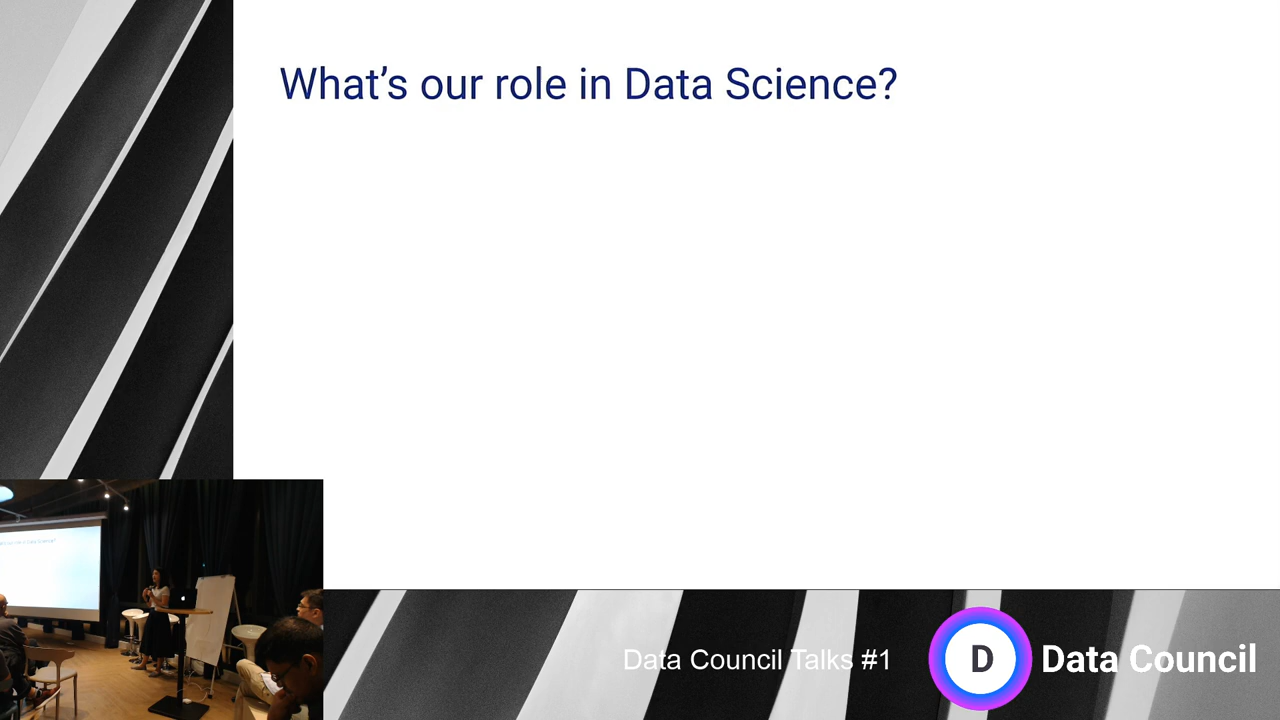 What's our role in Data Science?
Data Council Talks #1
D
Data Council